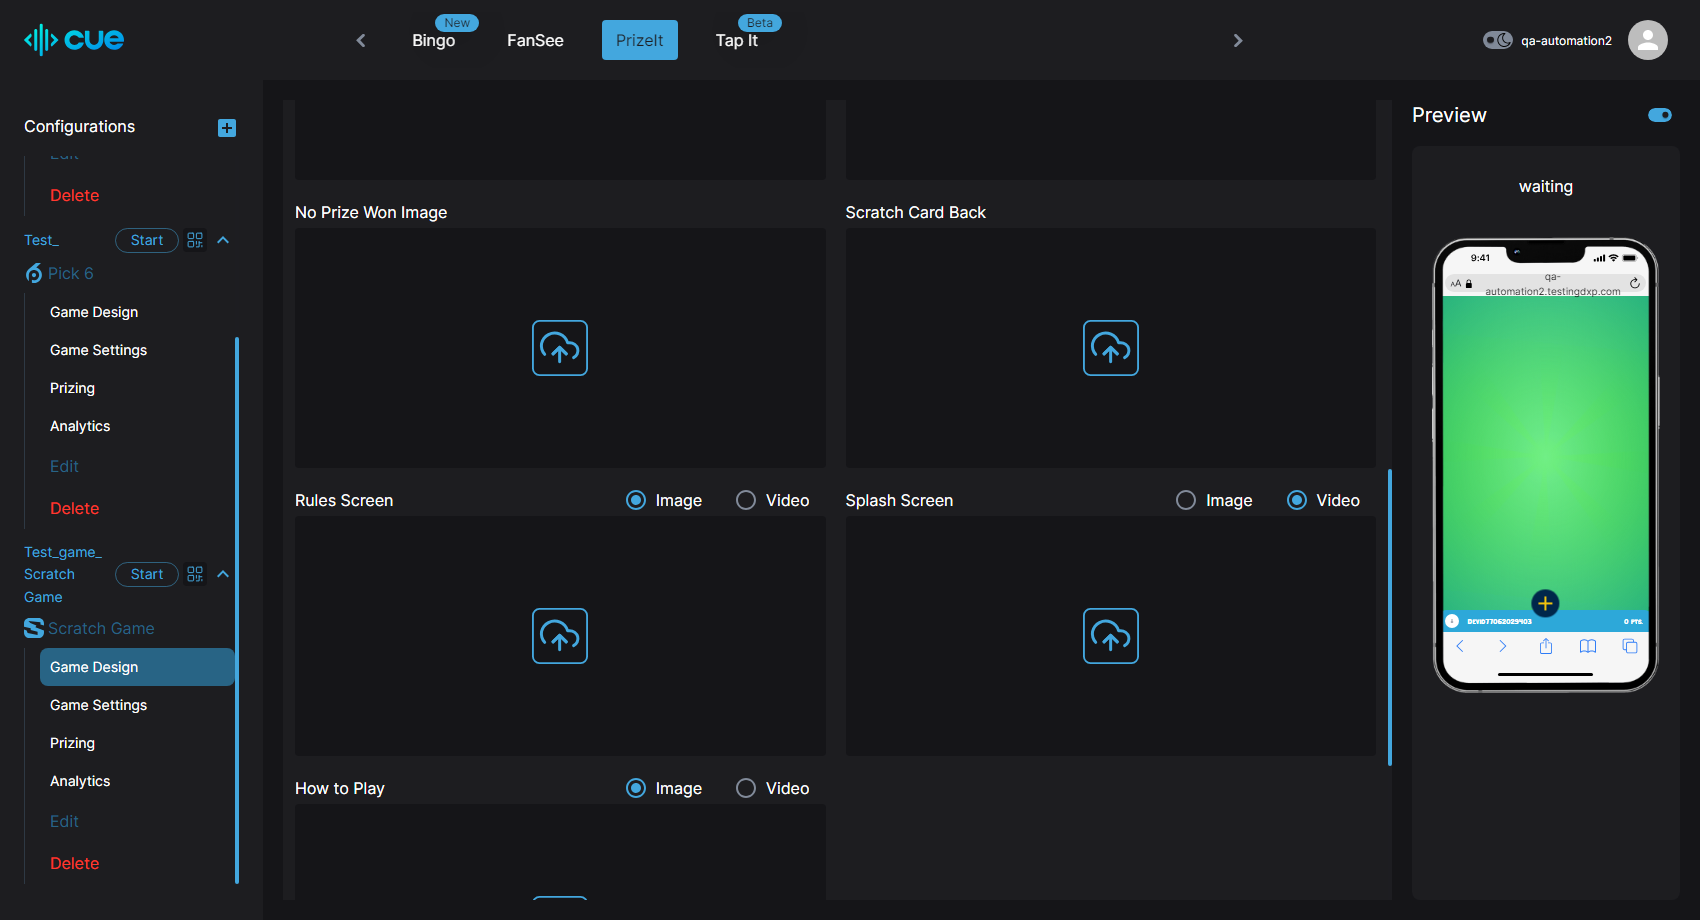 cue
New
Bingo
FanSee
PrizeIt
Beta
Tap It
qa-automation2
Configurations
Delete
Test_
Start
Pick 6
Game Design
Game Settings
Prizing
Analytics
Edit
Delete
Test_game_
Scratch
Game
Start
Scratch Game
Game Design
Game Settings
Prizing
Analytics
Edit
Delete
No Prize Won Image
Scratch Card Back
Rules Screen
Image
Video
Splash Screen
Image
Video
How to Play
Image
Video
Preview
waiting
9:41
AA
qa-
automation2.testingdxp.com
0 PTS.